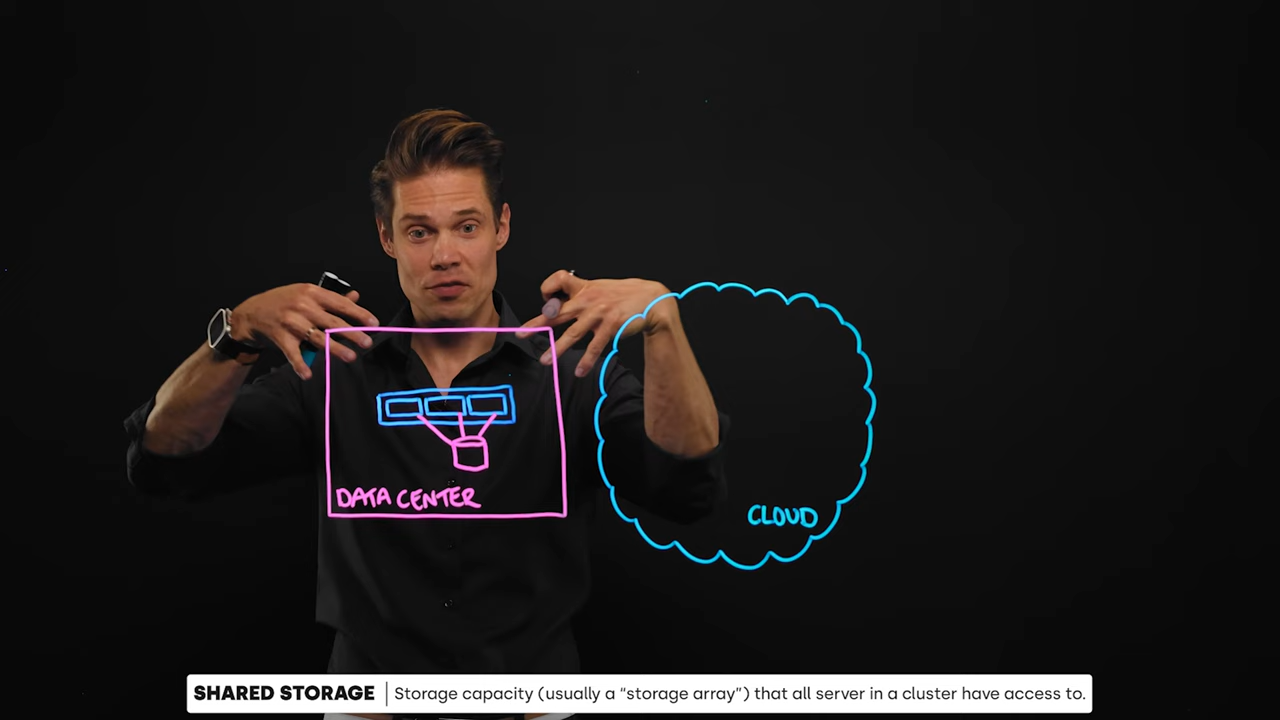 DATA CENTER
CLOUD
SHARED STORAGE Storage capacity (usually a “storage array”) that all server in a cluster have access to.